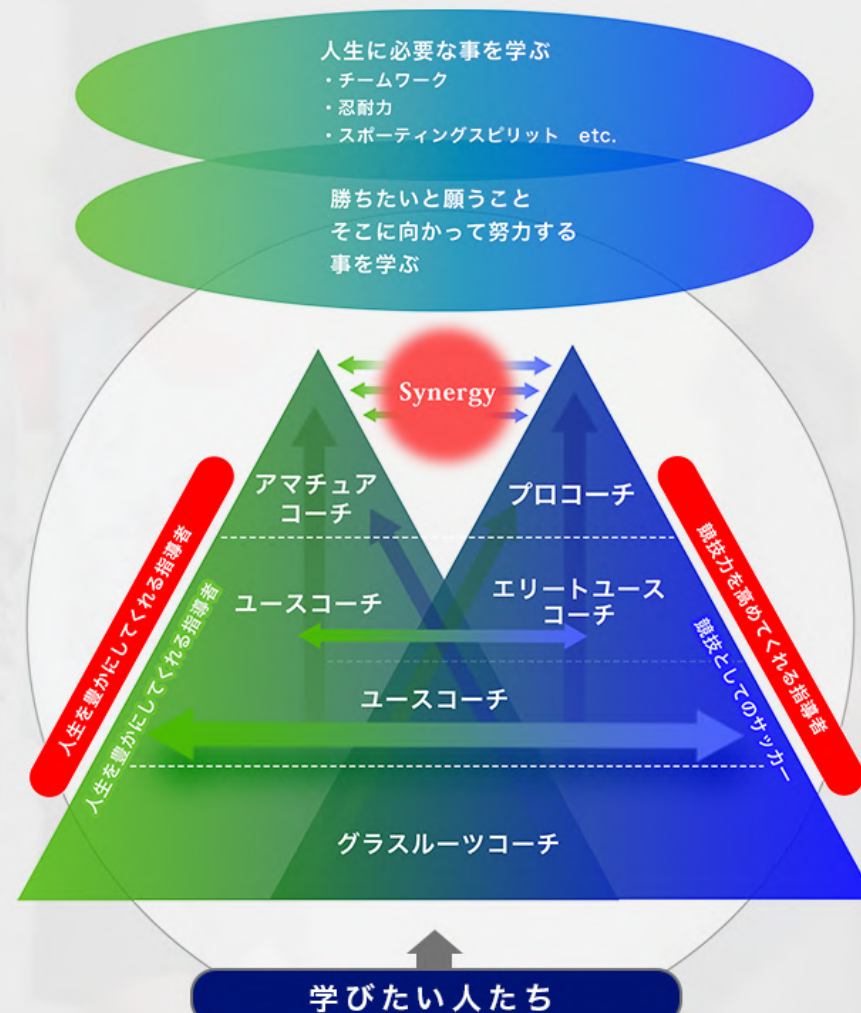 人生に必要な事を学ぶ
・チームワーク
・忍耐力
・スポーティングスピリット etc.
勝ちたいと願うこと
そこに向かって努力する
事を学ぶ
Synergy
アマチュア
コーチ
プロコーチ
ユースコーチ
エリートユース
コーチ
ユースコーチ
グラスルーツコーチ
人生を豊かにしてくれる指導者
人生を豊かにしてくれる指導者
競技力を高めてくれる指導者
競技としてのサッカー
学びたい人たち